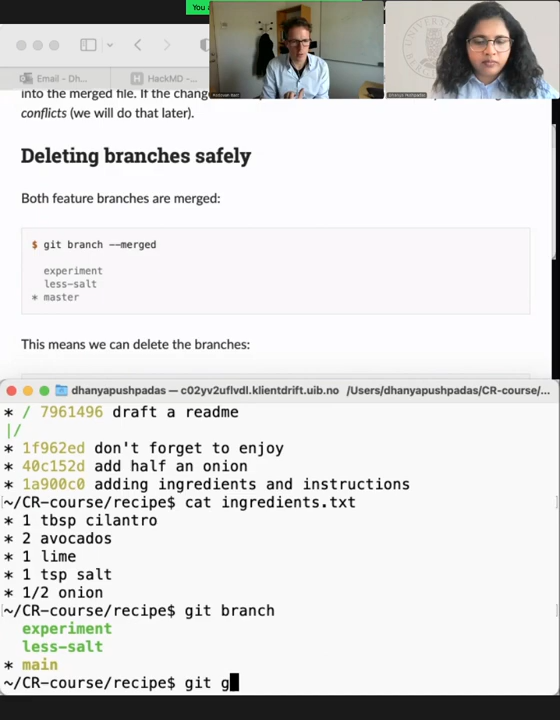 You a
Email - Dh...
HackMD -...
into the merged file. If the chang
conflicts (we will do that later).
Deleting branches safely
Both feature branches are merged:
$ git branch --merged
experiment
less-salt
* master
This means we can delete the branches:
dhanyapushpadas — c02yv2uflvdl.klientdrift.uib.no /Users/dhanyapushpadas/CR-course/...
* / 7961496 draft a readme
|/
* 1f962ed don't forget to enjoy
* 40c152d add half an onion
* 1a900c0 adding ingredients and instructions
~/CR-course/recipe$ cat ingredients.txt
* 1 tbsp cilantro
* 2 avocados
* 1 lime
* 1 tsp salt
* 1/2 onion
~/CR-course/recipe$ git branch
experiment
less-salt
* main
~/CR-course/recipe$ git g